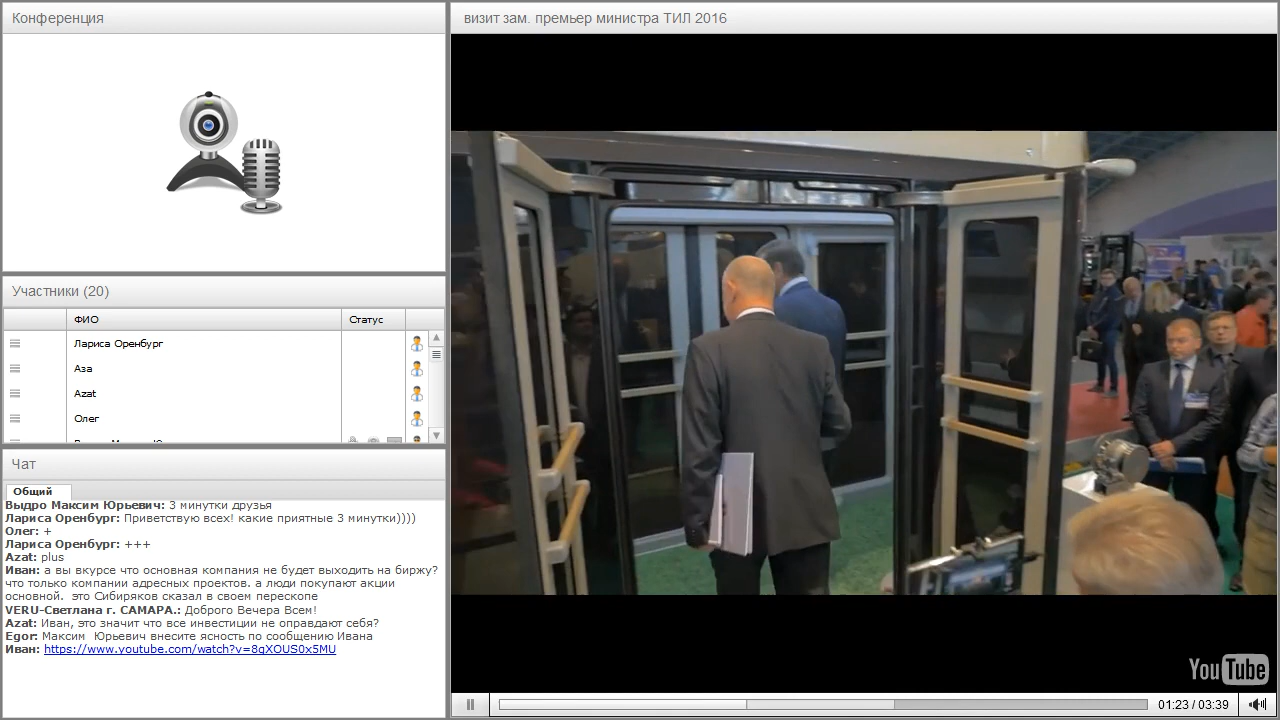 Конференция
визит зам. премьер министра ТИЛ 2016
Участники (20)
ФИО
Статус
Лариса Оренбург
Аза
Azat
Олег
Чат
Общий
Выдро Максим Юрьевич: 3 минутки друзья
Лариса Оренбург: Приветствую всех! какие приятные 3 минутки))))
Олег: +
Лариса Оренбург: +++
Azat: plus
Иван: а вы вкурсе что основная компания не будет выходить на биржу?
что только компании адресных проектов. а люди покупают акции
основной. это Сибиряков сказал в своем перескопе
VERU-Светлана г. САМАРА.: Доброго Вечера Всем!
Azat: Иван, это значит что все инвестиции не оправдают себя?
Egor: Максим Юрьевич внесите ясность по сообщению Ивана
Иван: https://www.youtube.com/watch?v=8qXOUS0x5MU
YouTube
01:23 / 03:39